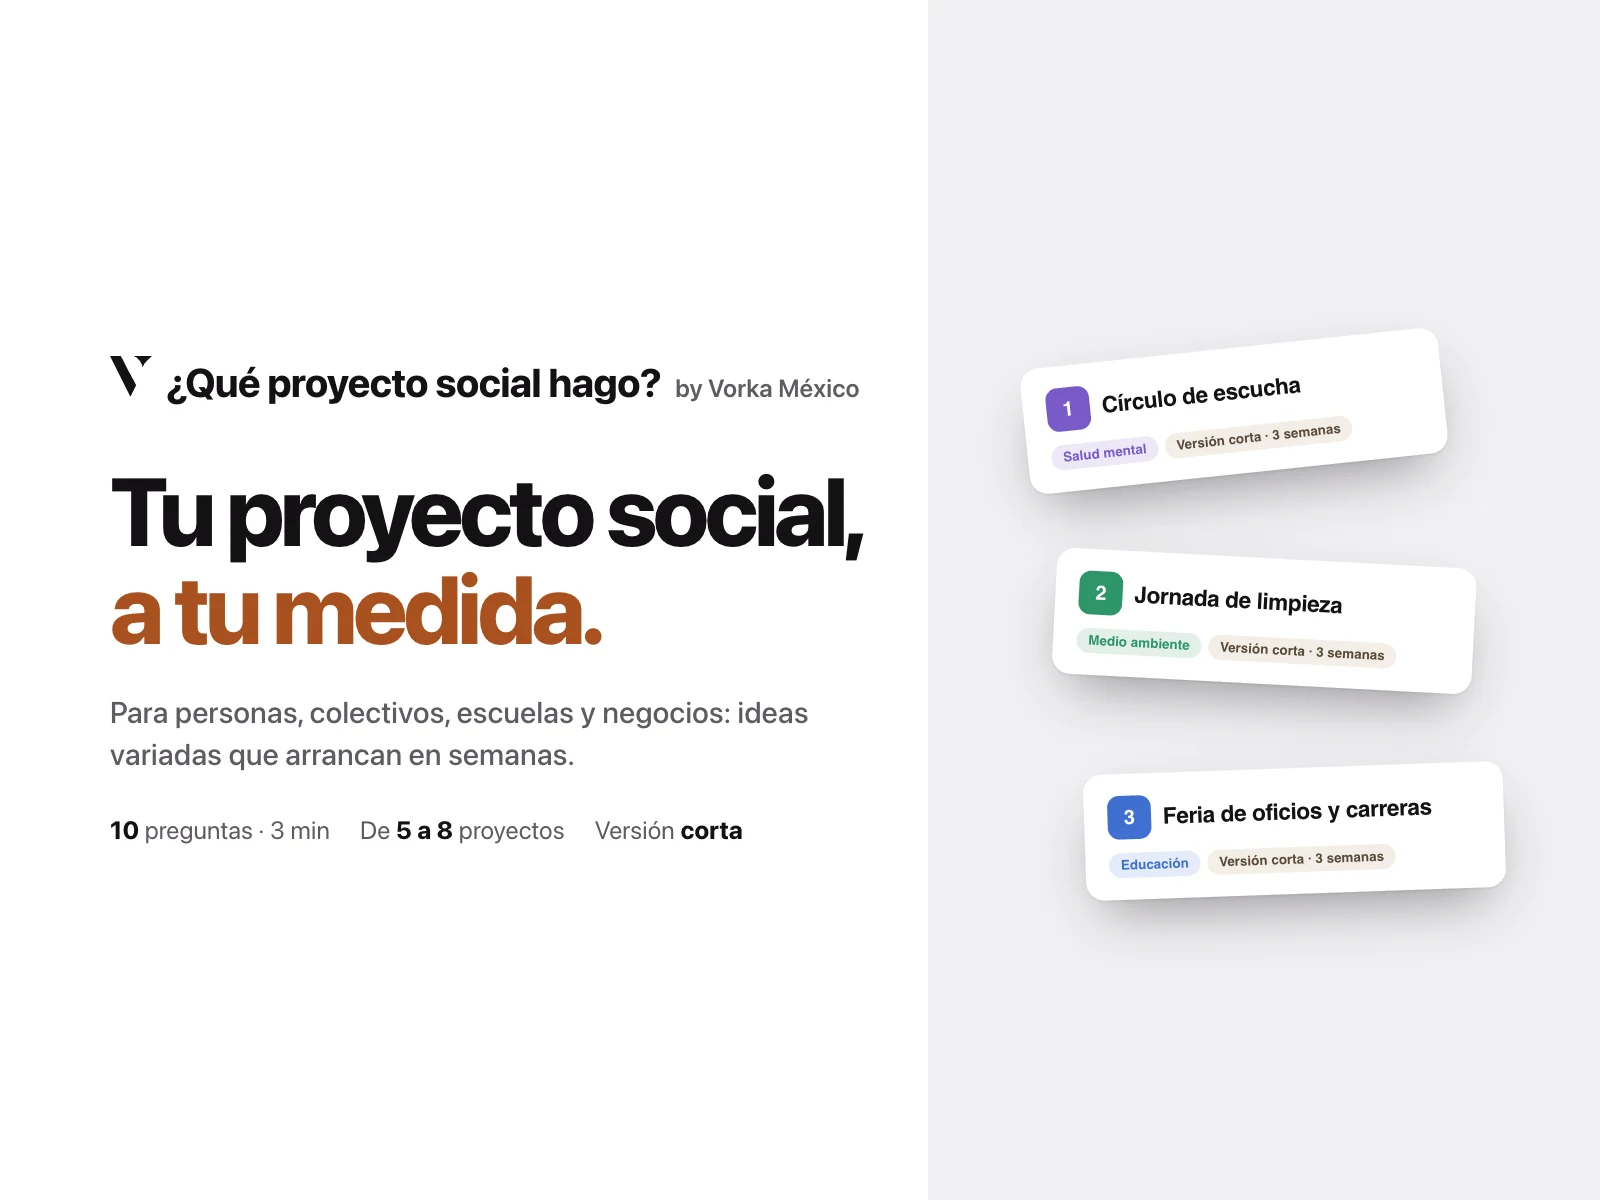 ¿Qué proyecto social hago? by Vorka México
Tu proyecto social,
a tu medida.
Para personas, colectivos, escuelas y negocios: ideas
variadas que arrancan en semanas.
10 preguntas · 3 min De 5 a 8 proyectos Versión corta
1 Círculo de escucha
Salud mental Versión corta · 3 semanas
2 Jornada de limpieza
Medio ambiente Versión corta · 3 semanas
3 Feria de oficios y carreras
Educación Versión corta · 3 semanas